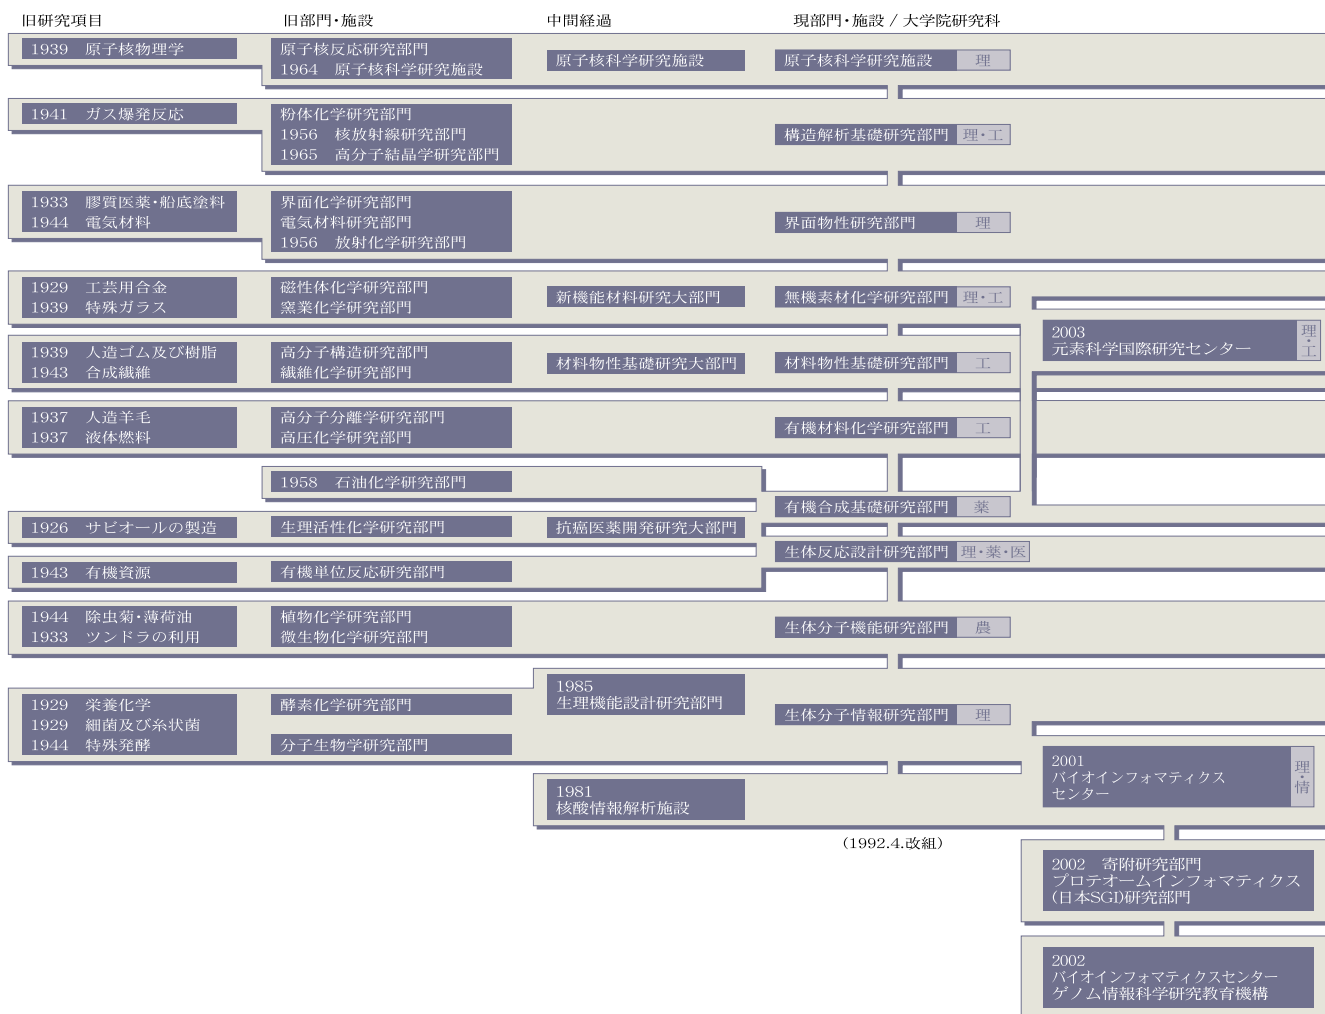 旧研究項目
旧部門・施設
中間経過
現部門・施設 / 大学院研究科
1939 原子核物理学
原子核反応研究部門
1964 原子核科学研究施設
原子核科学研究施設
原子核科学研究施設 理
1941 ガス爆発反応
粉体化学研究部門
1956 核放射線研究部門
1965 高分子結晶学研究部門
構造解析基礎研究部門 理・工
1933 膠質医薬・船底塗料
1944 電気材料
界面化学研究部門
電気材料研究部門
1956 放射化学研究部門
界面物性研究部門 理
1929 工芸用合金
1939 特殊ガラス
磁性体化学研究部門
窯業化学研究部門
新機能材料研究大部門
無機素材化学研究部門 理・工
2003
元素科学国際研究センター
理・工
1939 人造ゴム及び樹脂
1943 合成繊維
高分子構造研究部門
繊維化学研究部門
材料物性基礎研究大部門
材料物性基礎研究部門 工
1937 人造羊毛
1937 液体燃料
高分子分離学研究部門
高圧化学研究部門
有機材料化学研究部門 工
1958 石油化学研究部門
有機合成基礎研究部門 薬
1926 サビオールの製造
生理活性化学研究部門
抗癌医薬開発研究大部門
生体反応設計研究部門 理・薬・医
1943 有機資源
有機単位反応研究部門
1944 除虫菊・薄荷油
1933 ツンドラの利用
植物化学研究部門
微生物化学研究部門
生体分子機能研究部門 農
1929 栄養化学
1929 細菌及び糸状菌
1944 特殊発酵
酵素化学研究部門
分子生物学研究部門
1985
生理機能設計研究部門
生体分子情報研究部門 理
1981
核酸情報解析施設
2001
バイオインフォマティクス
センター
理・情
(1992.4.改組)
2002 寄附研究部門
プロテオームインフォマティクス
(日本SGI)研究部門
2002
バイオインフォマティクスセンター
ゲノム情報科学研究教育機構